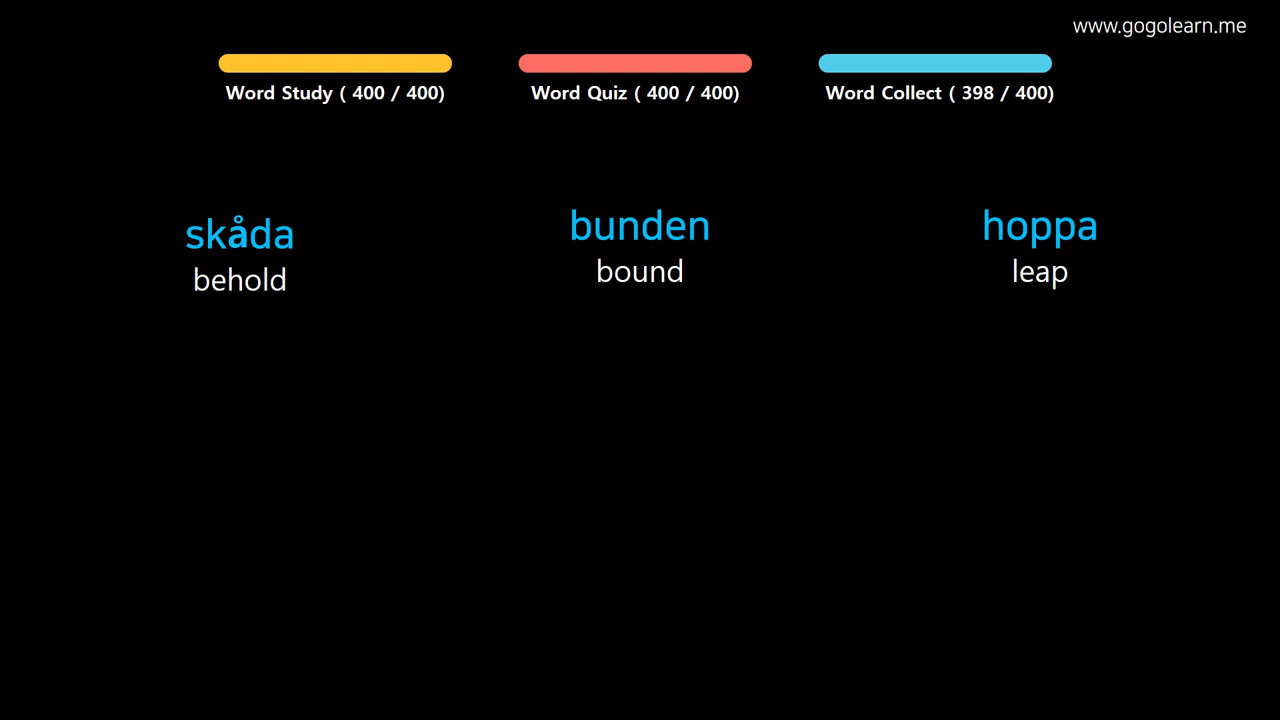 www.gogolearn.me
Word Study ( 400 / 400)
Word Quiz ( 400 / 400)
Word Collect ( 398 / 400)
skåda
behold
bunden
bound
hoppa
leap